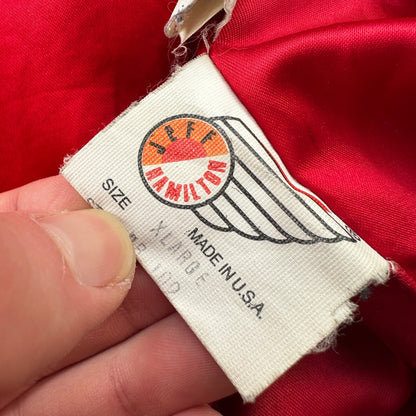 JEFF
HAMILTON
SIZE XLARGE
MADE IN U.S.A.